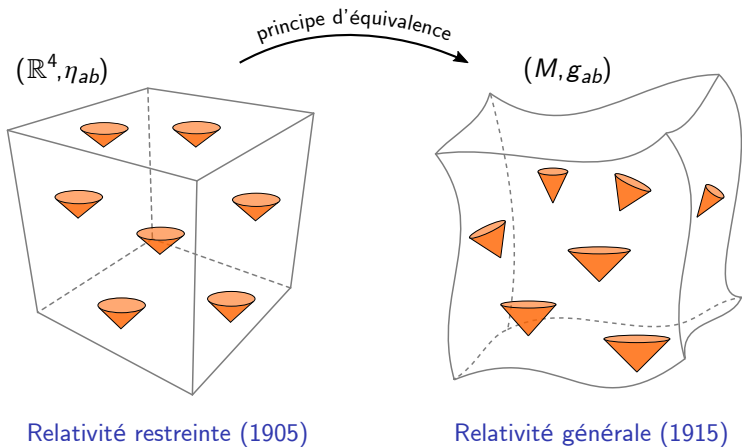 principe d'équivalence
(ℝ⁴,ηab)
(M,gab)
Relativité restreinte (1905)
Relativité générale (1915)